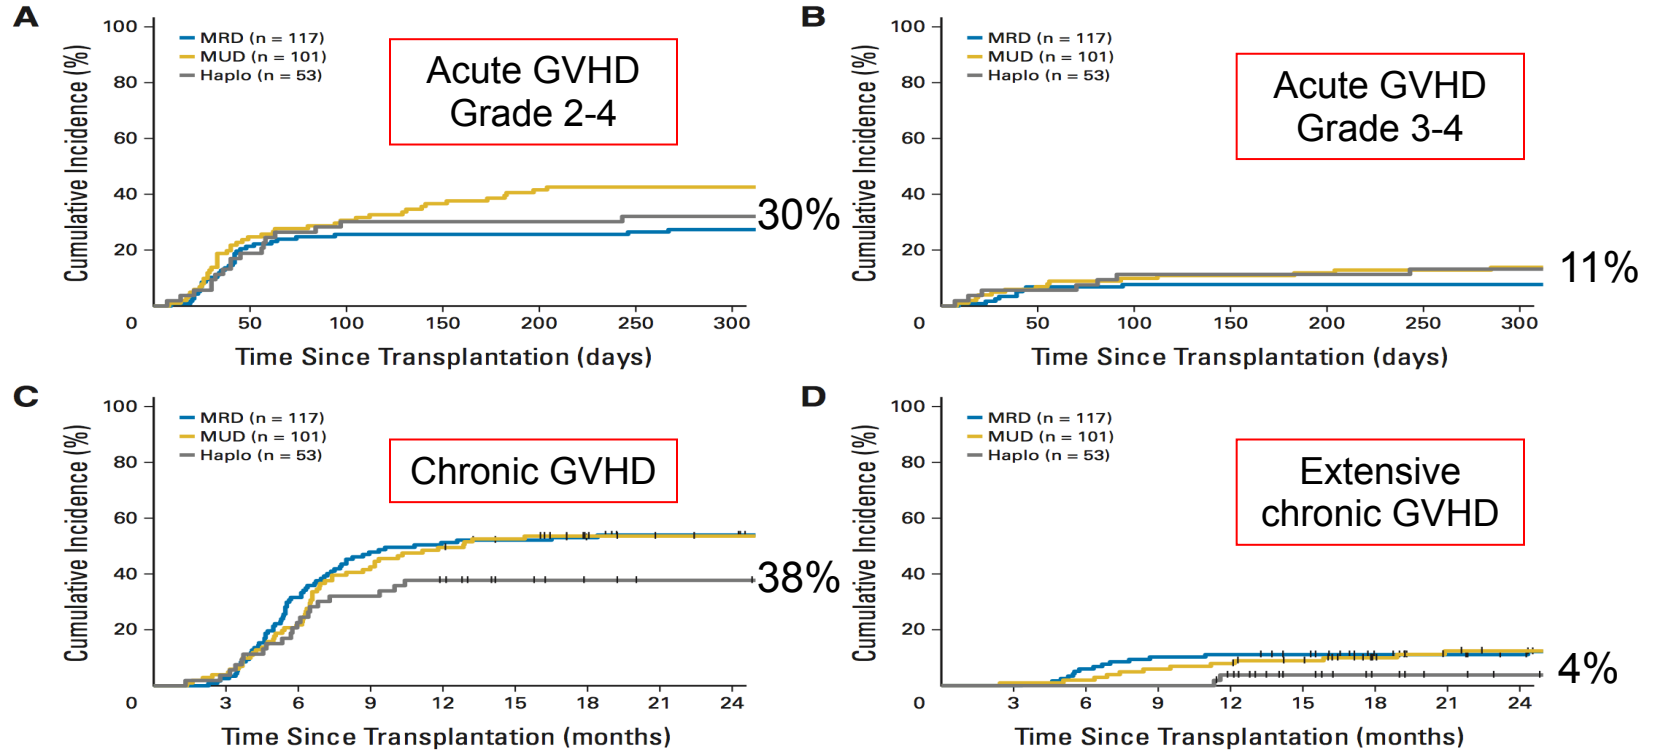 A
100
80
60
40
20
0
Cumulative Incidence (%)
MRD (n = 117)
MUD (n = 101)
Haplo (n = 53)
Acute GVHD
Grade 2-4
30%
50 100 150 200 250 300
Time Since Transplantation (days)
B
100
80
60
40
20
0
Cumulative Incidence (%)
MRD (n = 117)
MUD (n = 101)
Haplo (n = 53)
Acute GVHD
Grade 3-4
11%
50 100 150 200 250 300
Time Since Transplantation (days)
C
100
80
60
40
20
0
Cumulative Incidence (%)
MRD (n = 117)
MUD (n = 101)
Haplo (n = 53)
Chronic GVHD
38%
3 6 9 12 15 18 21 24
Time Since Transplantation (months)
D
100
80
60
40
20
0
Cumulative Incidence (%)
MRD (n = 117)
MUD (n = 101)
Haplo (n = 53)
Extensive
chronic GVHD
4%
3 6 9 12 15 18 21 24
Time Since Transplantation (months)